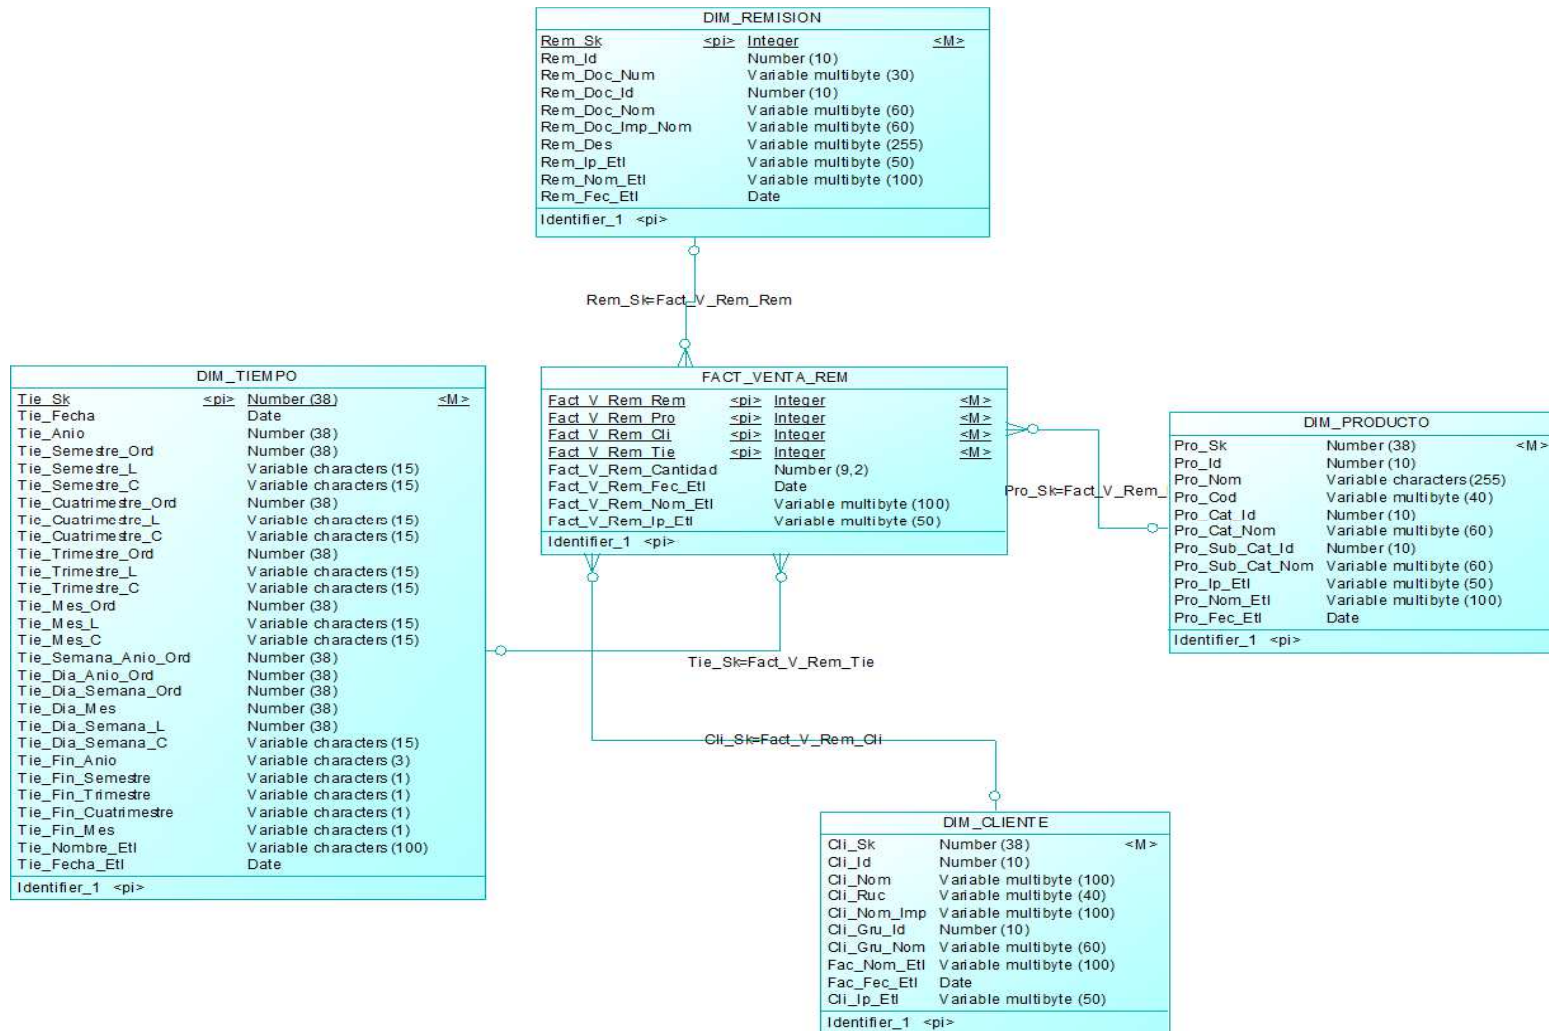 DIM_REMISION
Rem_Sk <pi> Integer <M>
Rem_Id Number (10)
Rem_Doc_Num Variable multibyte (30)
Rem_Doc_Id Number (10)
Rem_Doc_Nom Variable multibyte (60)
Rem_Doc_Imp_Nom Variable multibyte (60)
Rem_Des Variable multibyte (255)
Rem_Ip_Etl Variable multibyte (50)
Rem_Nom_Etl Variable multibyte (100)
Rem_Fec_Etl Date
Identifier_1 <pi>
Rem_Sk=Fact_V_Rem_Rem
DIM_TIEMPO
Tie_Sk <pi> Number (38) <M>
Tie_Fecha Date
Tie_Anio Number (38)
Tie_Semestre_Ord Number (38)
Tie_Semestre_L Variable characters (15)
Tie_Semestre_C Variable characters (15)
Tie_Cuatrimestre_Ord Number (38)
Tie_Cuatrimestre_L Variable characters (15)
Tie_Cuatrimestre_C Variable characters (15)
Tie_Trimestre_Ord Number (38)
Tie_Trimestre_L Variable characters (15)
Tie_Trimestre_C Variable characters (15)
Tie_Mes_Ord Number (38)
Tie_Mes_L Variable characters (15)
Tie_Mes_C Variable characters (15)
Tie_Semana_Anio_Ord Number (38)
Tie_Dia_Anio_Ord Number (38)
Tie_Dia_Semana_Ord Number (38)
Tie_Dia_Mes Number (38)
Tie_Dia_Semana_L Number (38)
Tie_Dia_Semana_C Variable characters (15)
Tie_Fin_Anio Variable characters (3)
Tie_Fin_Semestre Variable characters (1)
Tie_Fin_Trimestre Variable characters (1)
Tie_Fin_Cuatrimestre Variable characters (1)
Tie_Fin_Mes Variable characters (1)
Tie_Nombre_Etl Variable characters (100)
Tie_Fecha_Etl Date
Identifier_1 <pi>
FACT_VENTA_REM
Fact_V_Rem_Rem <pi> Integer <M>
Fact_V_Rem_Pro <pi> Integer <M>
Fact_V_Rem_Cli <pi> Integer <M>
Fact_V_Rem_Tie <pi> Integer <M>
Fact_V_Rem_Cantidad Number (9,2)
Fact_V_Rem_Fec_Etl Date
Fact_V_Rem_Nom_Etl Variable multibyte (100)
Fact_V_Rem_Ip_Etl Variable multibyte (50)
Identifier_1 <pi>
Pro_Sk=Fact_V_Rem_
DIM_PRODUCTO
Pro_Sk Number (38) <M>
Pro_Id Number (10)
Pro_Nom Variable characters (255)
Pro_Cod Variable multibyte (40)
Pro_Cat_Id Number (10)
Pro_Cat_Nom Variable multibyte (60)
Pro_Sub_Cat_Id Number (10)
Pro_Sub_Cat_Nom Variable multibyte (60)
Pro_Ip_Etl Variable multibyte (50)
Pro_Nom_Etl Variable multibyte (100)
Pro_Fec_Etl Date
Identifier_1 <pi>
Tie_Sk=Fact_V_Rem_Tie
Cli_Sk=Fact_V_Rem_Cli
DIM_CLIENTE
Cli_Sk Number (38) <M>
Cli_Id Number (10)
Cli_Nom Variable multibyte (100)
Cli_Ruc Variable multibyte (40)
Cli_Nom_Imp Variable multibyte (100)
Cli_Gru_Id Number (10)
Cli_Gru_Nom Variable multibyte (60)
Fac_Nom_Etl Variable multibyte (100)
Fac_Fec_Etl Date
Cli_Ip_Etl Variable multibyte (50)
Identifier_1 <pi>